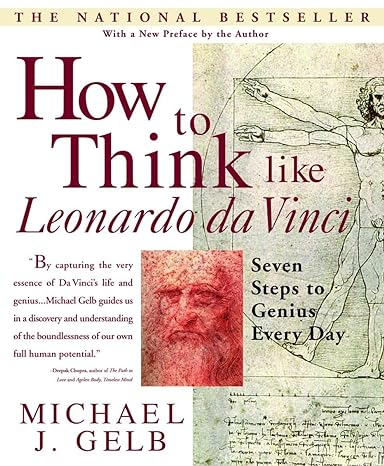 THE NATIONAL BESTSELLER
With a New Preface by the Author
How
to
Think like
Leonardo da Vinci
Seven
Steps to
Genius
Every Day
"By capturing the very
essence of Da Vinci's life and
genius...Michael Gelb guides us
in a discovery and understanding
of the boundlessness of our own
full human potential."
-Deepak Chopra, author of The Path to
Love and Ageless Body, Timeless Mind
MICHAEL
J. GELB